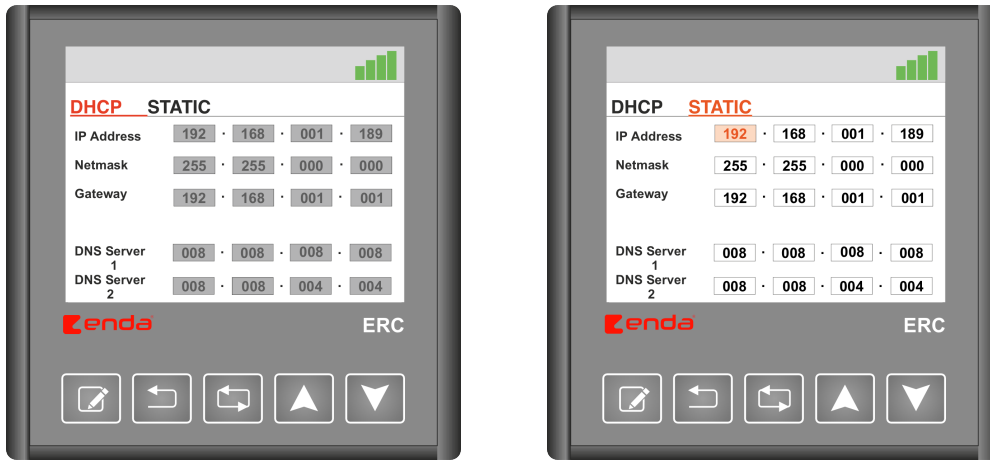 DHCP STATIC
IP Address 192 . 168 . 001 . 189
Netmask 255 . 255 . 000 . 000
Gateway 192 . 168 . 001 . 001
DNS Server 1 008 . 008 . 008 . 008
DNS Server 2 008 . 008 . 004 . 004
enda ERC
DHCP STATIC
IP Address 192 . 168 . 001 . 189
Netmask 255 . 255 . 000 . 000
Gateway 192 . 168 . 001 . 001
DNS Server 1 008 . 008 . 008 . 008
DNS Server 2 008 . 008 . 004 . 004
enda ERC